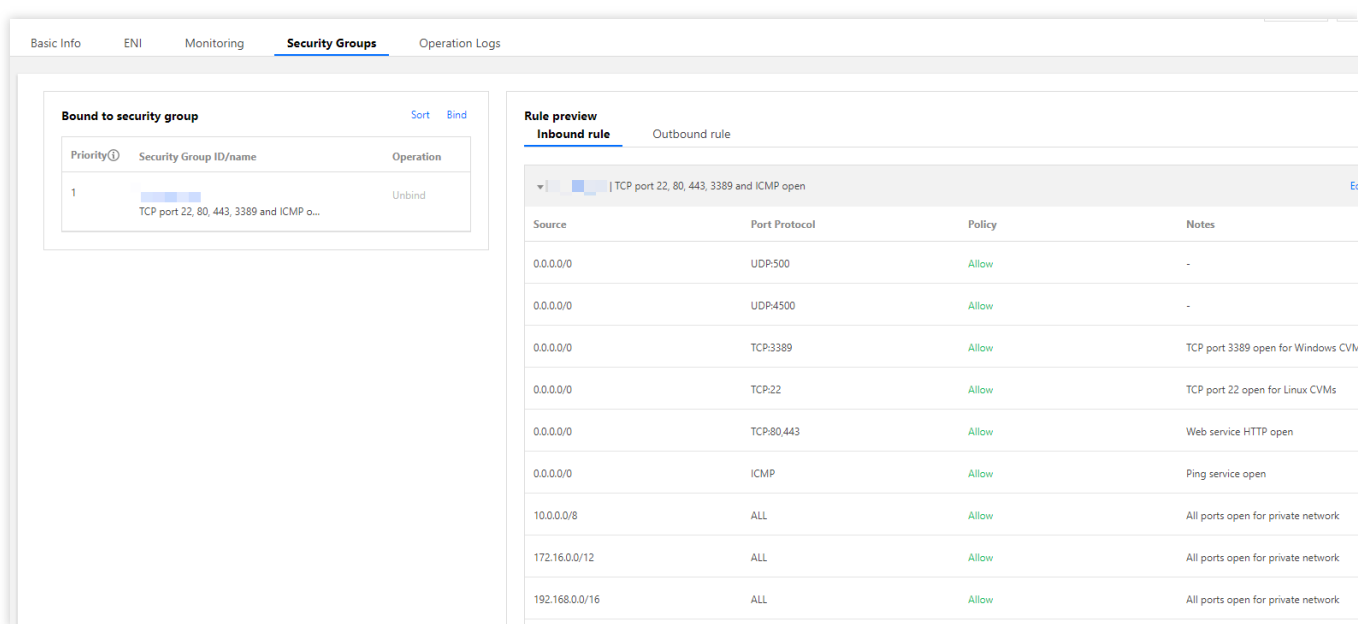 Basic Info ENI Monitoring Security Groups Operation Logs
Bound to security group Sort Bind
Priority Security Group ID/name Operation
1 Unbind
TCP port 22, 80, 443, 3389 and ICMP o...
Rule preview
Inbound rule Outbound rule
| TCP port 22, 80, 443, 3389 and ICMP open
Source Port Protocol Policy Notes
0.0.0.0/0 UDP:500 Allow -
0.0.0.0/0 UDP:4500 Allow -
0.0.0.0/0 TCP:3389 Allow TCP port 3389 open for Windows
0.0.0.0/0 TCP:22 Allow TCP port 22 open for Linux CVMs
0.0.0.0/0 TCP:80,443 Allow Web service HTTP open
0.0.0.0/0 ICMP Allow Ping service open
10.0.0.0/8 ALL Allow All ports open for private network
172.16.0.0/12 ALL Allow All ports open for private network
192.168.0.0/16 ALL Allow All ports open for private network